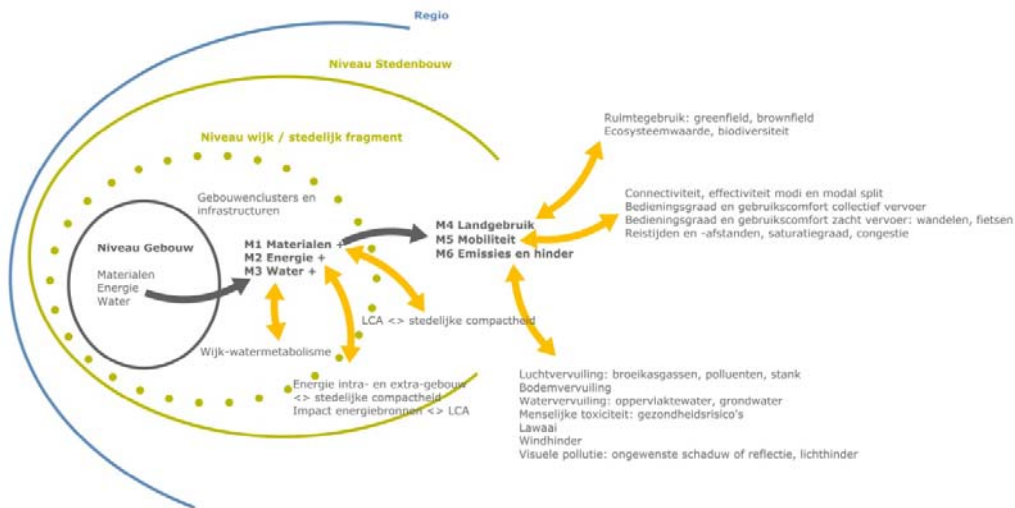 Regio
Niveau Stedenbouw
Niveau wijk / stedelijk fragment
Gebouwenclusters en
infrastructuren
Niveau Gebouw
Materialen
Energie
Water
M1 Materialen +
M2 Energie +
M3 Water +
Wijk-watermetabolisme
Energie intra- en extra-gebouw
<> stedelijke compactheid
Impact energiebronnen <> LCA
LCA <> stedelijke compactheid
M4 Landgebruik
M5 Mobiliteit
M6 Emissies en hinder
Ruimtegebruik: greenfield, brownfield
Ecosysteemwaarde, biodiversiteit
Connectiviteit, effectiviteit modi en modal split
Bedieningsgraad en gebruikscomfort collectief vervoer
Bedieningsgraad en gebruikscomfort zacht vervoer: wandelen, fietsen
Reistijden en -afstanden, saturatiegraad, congestie
Luchtvervuiling: broeikasgassen, polluenten, stank
Bodemvervuiling
Watervervuiling: oppervlaktewater, grondwater
Menselijke toxiciteit: gezondheidsrisico's
Lawaai
Windhinder
Visuele pollutie: ongewenste schaduw of reflectie, lichthinder